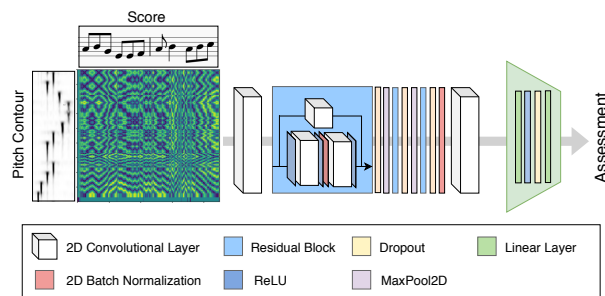 Score
Pitch Contour
Assessment
2D Convolutional Layer
Residual Block
Dropout
Linear Layer
2D Batch Normalization
ReLU
MaxPool2D